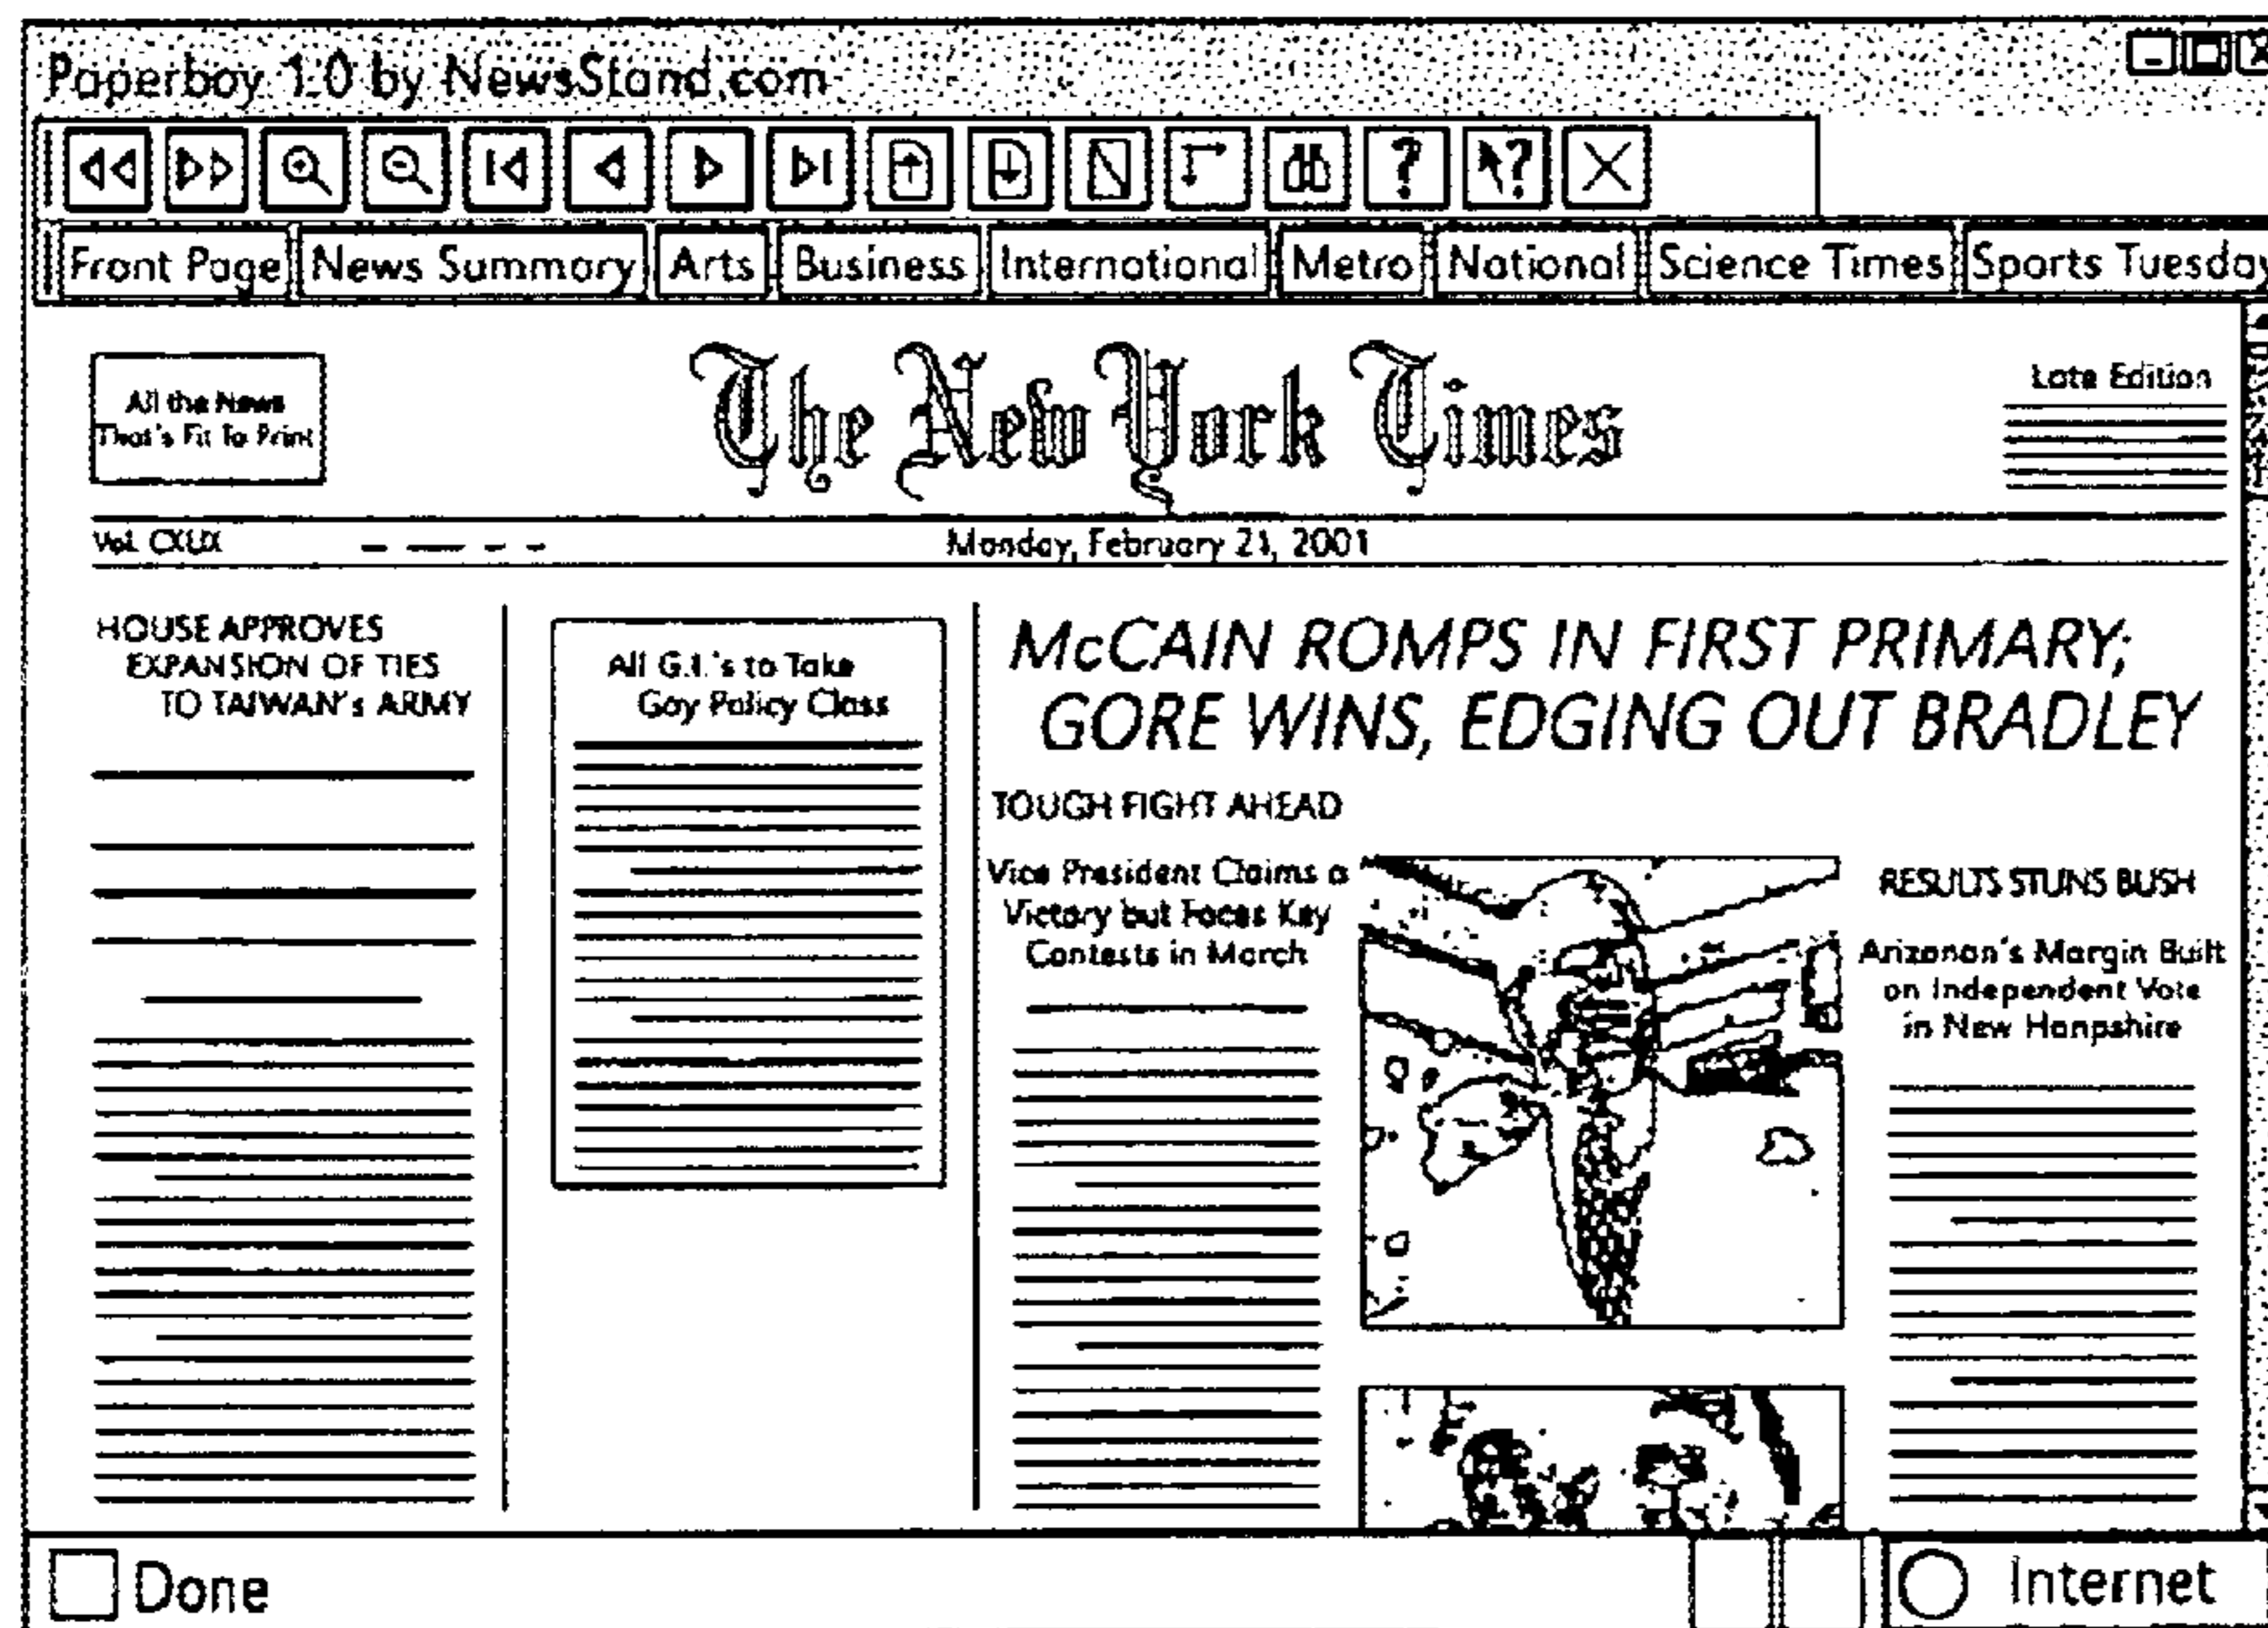 Paperboy 1.0 by NewsStand.com
Front Page News Summary Arts Business International Metro National Science Times Sports Tuesday
All the News
That's Fit To Print
The New York Times
Late Edition
Vol. CXLIX
Monday, February 21, 2001
HOUSE APPROVES
EXPANSION OF TIES
TO TAIWAN's ARMY
All G.I.'s to Take
Gay Policy Class
McCAIN ROMPS IN FIRST PRIMARY;
GORE WINS, EDGING OUT BRADLEY
TOUGH FIGHT AHEAD
Vice President Claims a
Victory but Faces Key
Contests in March
RESULTS STUNS BUSH
Arizonan's Margin Built
on Independent Vote
in New Hanpshire
Done
Internet